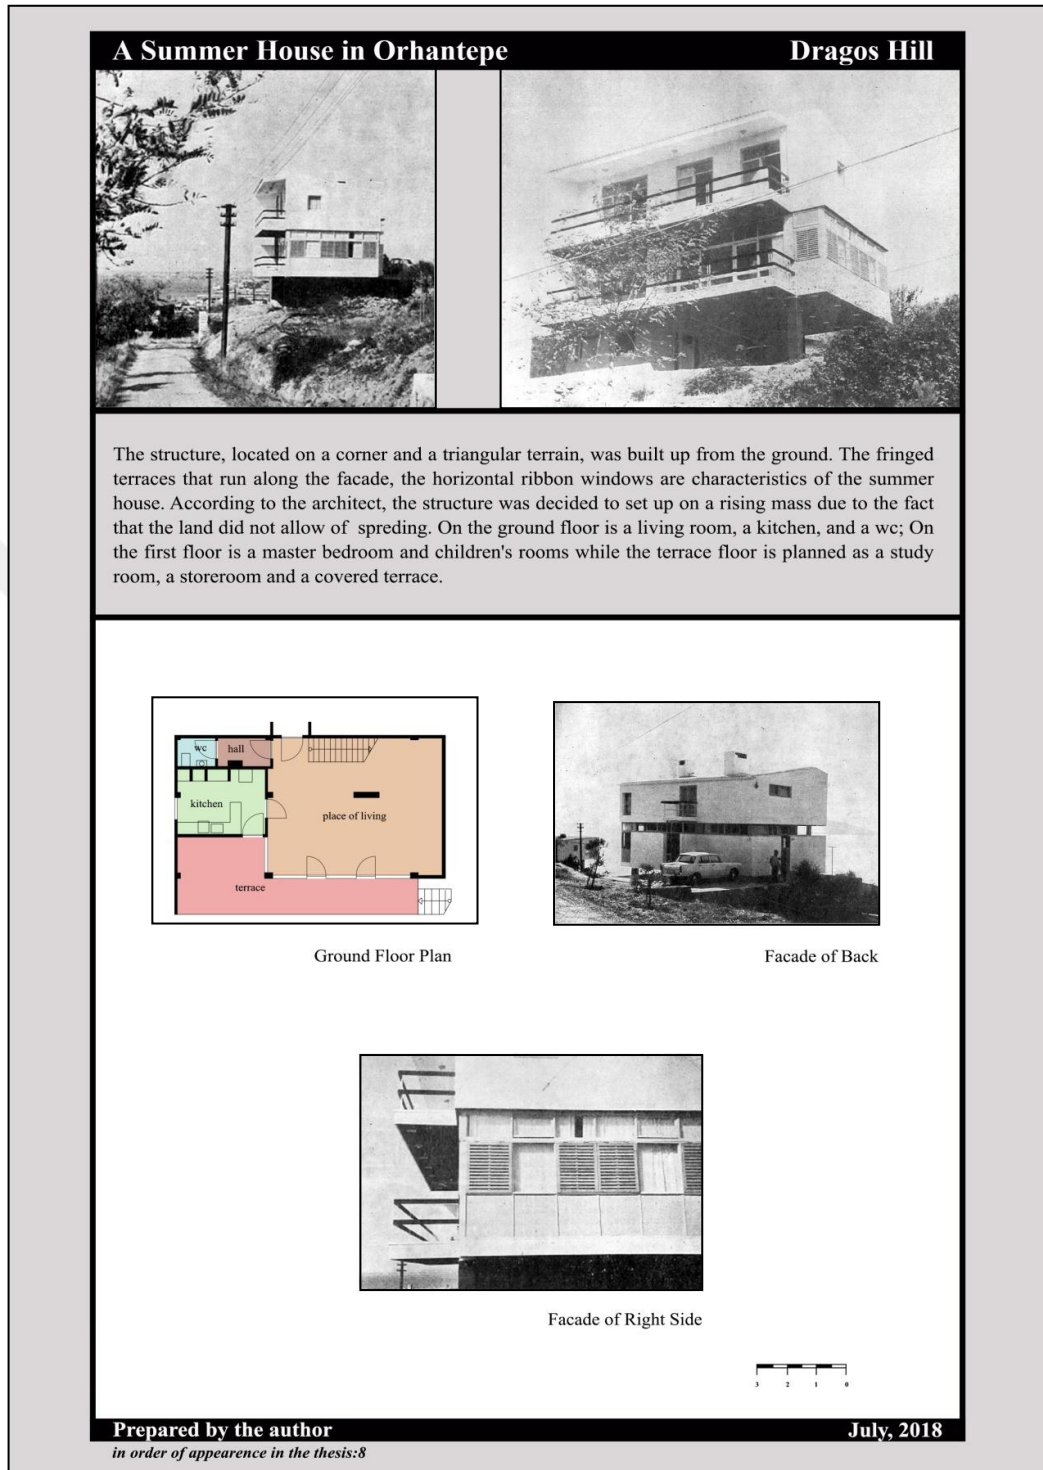 A Summer House in Orhantepe
Dragos Hill
The structure, located on a corner and a triangular terrain, was built up from the ground. The fringed
terraces that run along the facade, the horizontal ribbon windows are characteristics of the summer
house. According to the architect, the structure was decided to set up on a rising mass due to the fact
that the land did not allow of spreding. On the ground floor is a living room, a kitchen, and a wc; On
the first floor is a master bedroom and children's rooms while the terrace floor is planned as a study
room, a storeroom and a covered terrace.
wc
hall
kitchen
place of living
terrace
Ground Floor Plan
Facade of Back
Facade of Right Side
3 2 1 0
Prepared by the author
July, 2018
in order of appearence in the thesis:8